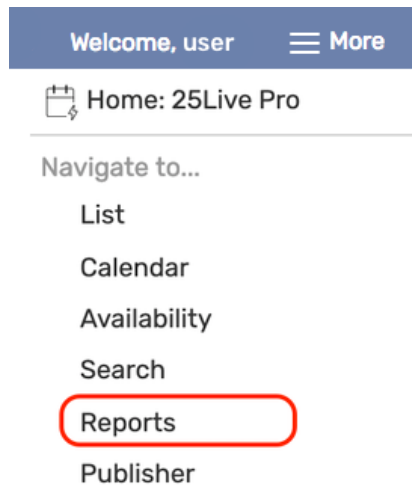 Welcome, user More
Home: 25Live Pro
Navigate to...
List
Calendar
Availability
Search
Reports
Publisher